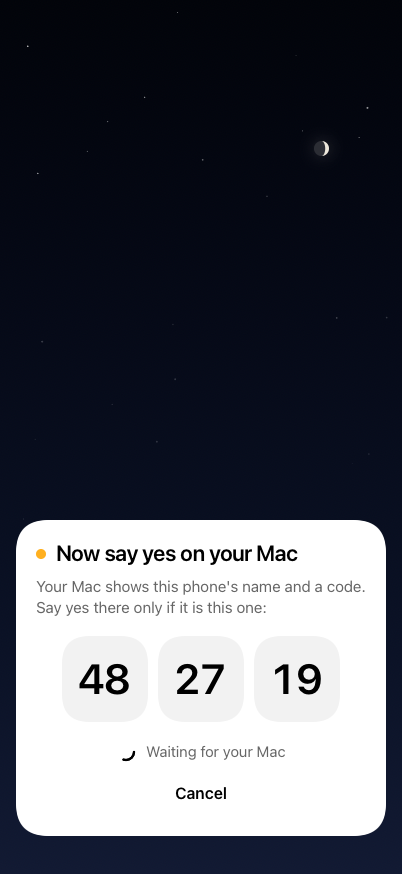 Now say yes on your Mac
Your Mac shows this phone's name and a code.
Say yes there only if it is this one:
48 27 19
Waiting for your Mac
Cancel